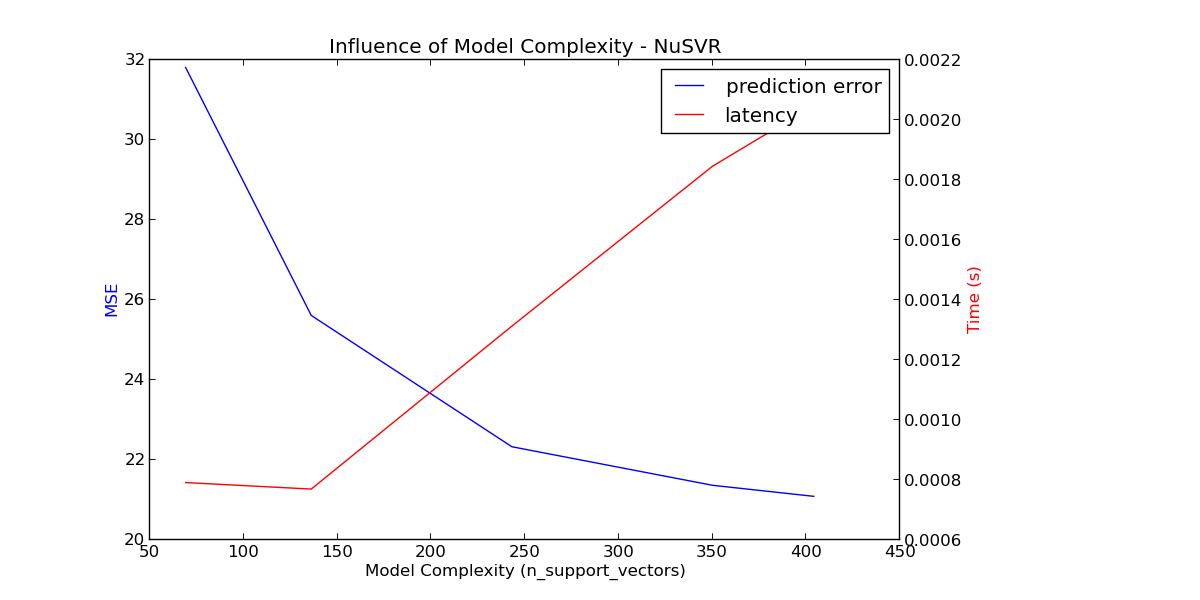 Influence of Model Complexity - NuSVR
prediction error
latency
32
30
28
26
24
22
20
MSE
0.0022
0.0020
0.0018
0.0016
0.0014
0.0012
0.0010
0.0008
0.0006
Time (s)
50 100 150 200 250 300 350 400 450
Model Complexity (n_support_vectors)